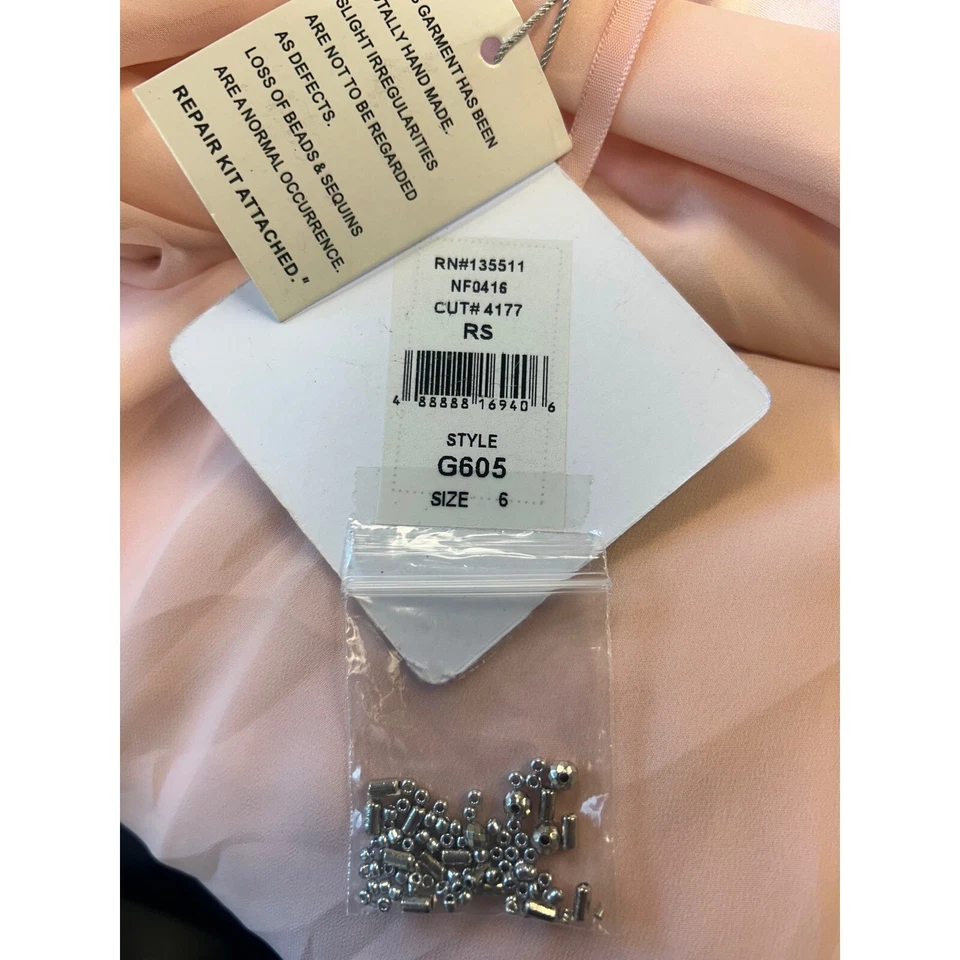 S GARMENT HAS BEEN
OTALLY HAND MADE.
SLIGHT IRREGULARITIES
ARE NOT TO BE REGARDED
AS DEFECTS.
LOSS OF BEADS & SEQUINS
ARE A NORMAL OCCURRENCE.
REPAIR KIT ATTACHED."
RN#135511
NF0416
CUT# 4177
RS
4 88888 16940 6
STYLE
G605
SIZE 6